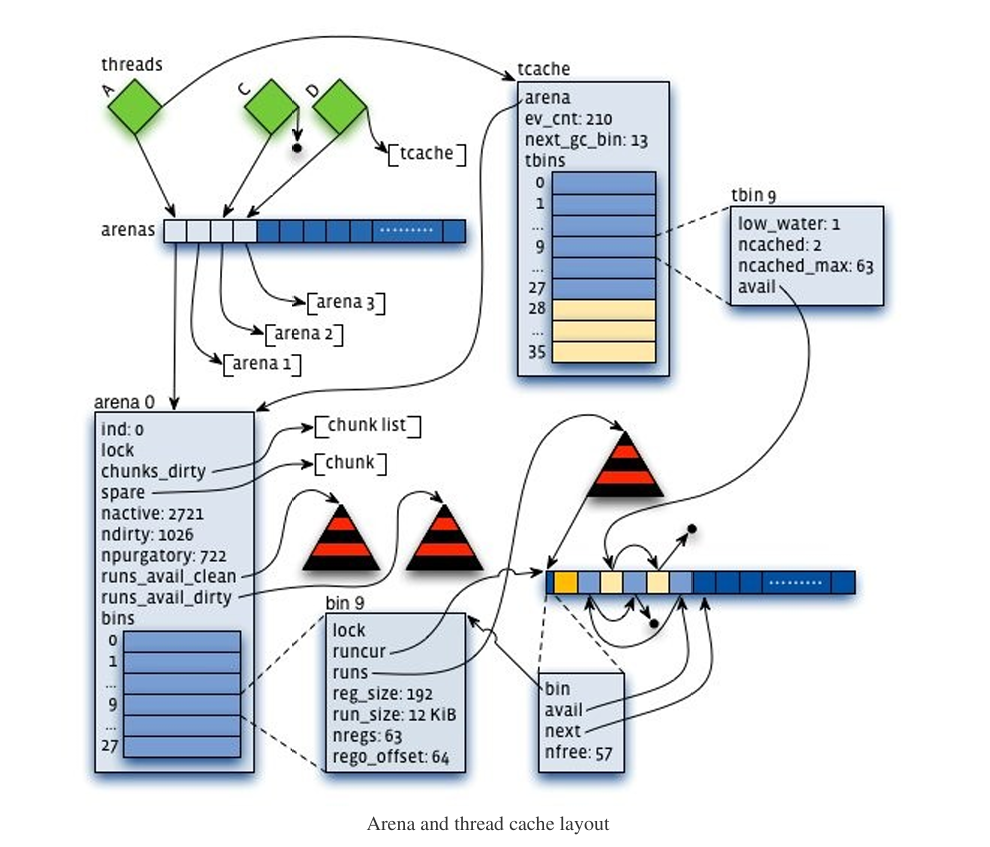 threads
A
C
D
[tcache]
tcache
arena
ev_cnt: 210
next_gc_bin: 13
tbins
0
1
...
9
...
27
28
...
35
tbin 9
low_water: 1
ncached: 2
ncached_max: 63
avail
arenas
.........
[arena 3]
[arena 2]
[arena 1]
arena 0
ind: 0
lock
chunks_dirty
spare
nactive: 2721
ndirty: 1026
npurgatory: 722
runs_avail_clean
runs_avail_dirty
bins
0
1
...
9
...
27
[chunk list]
[chunk]
bin 9
lock
runcur
runs
reg_size: 192
run_size: 12 KiB
nregs: 63
rego_offset: 64
.........
bin
avail
next
nfree: 57
Arena and thread cache layout